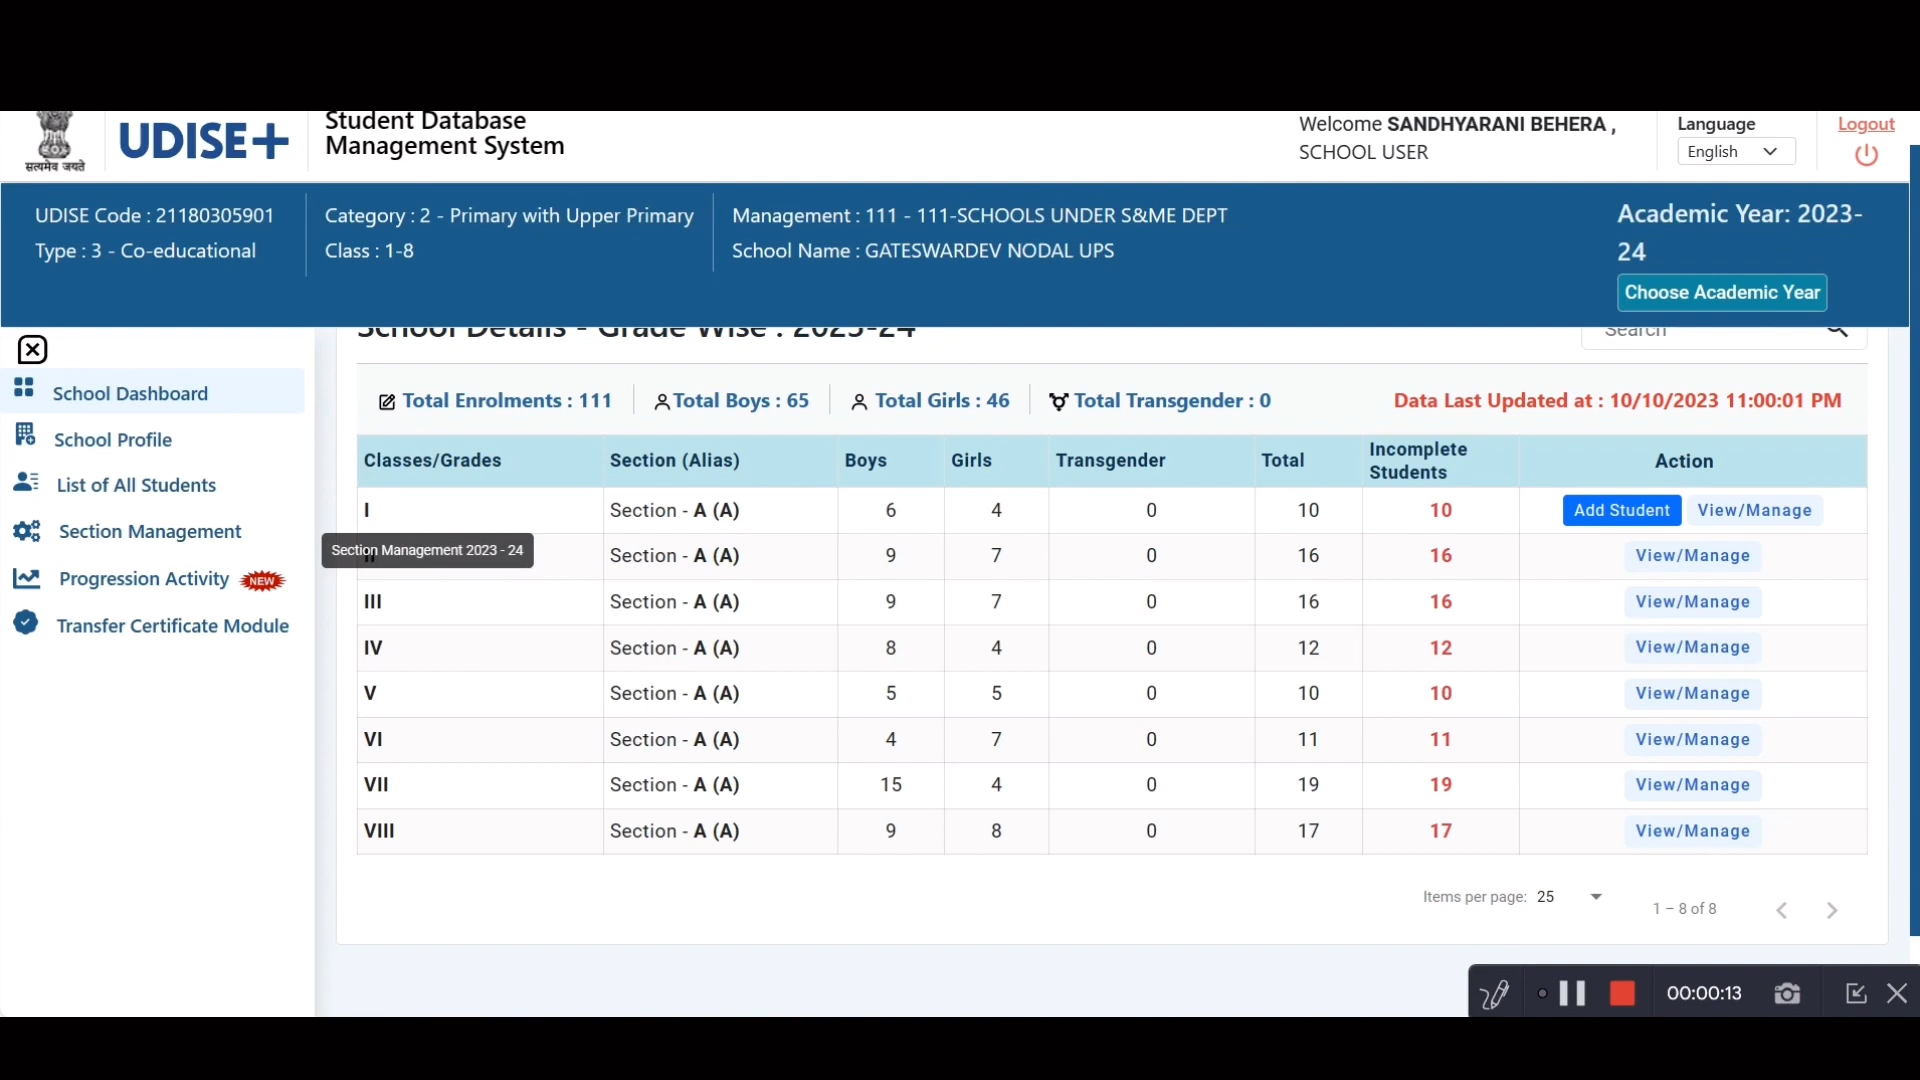 सत्यमेव जयते
UDISE+
Student Database
Management System
Welcome SANDHYARANI BEHERA ,
SCHOOL USER
Language
English
Logout
UDISE Code : 21180305901
Type : 3 - Co-educational
Category : 2 - Primary with Upper Primary
Class : 1-8
Management : 111 - 111-SCHOOLS UNDER S&ME DEPT
School Name : GATESWARDEV NODAL UPS
Academic Year: 2023-
24
Choose Academic Year
School Details - Grade Wise : 2023-24
Search
School Dashboard
School Profile
List of All Students
Section Management
Progression Activity NEW
Transfer Certificate Module
Section Management 2023 - 24
Total Enrolments : 111 Total Boys : 65 Total Girls : 46 Total Transgender : 0 Data Last Updated at : 10/10/2023 11:00:01 PM
Classes/Grades Section (Alias) Boys Girls Transgender Total Incomplete Students Action
I Section - A (A) 6 4 0 10 10 Add Student View/Manage
II Section - A (A) 9 7 0 16 16 View/Manage
III Section - A (A) 9 7 0 16 16 View/Manage
IV Section - A (A) 8 4 0 12 12 View/Manage
V Section - A (A) 5 5 0 10 10 View/Manage
VI Section - A (A) 4 7 0 11 11 View/Manage
VII Section - A (A) 15 4 0 19 19 View/Manage
VIII Section - A (A) 9 8 0 17 17 View/Manage
Items per page: 25 1 – 8 of 8
00:00:13